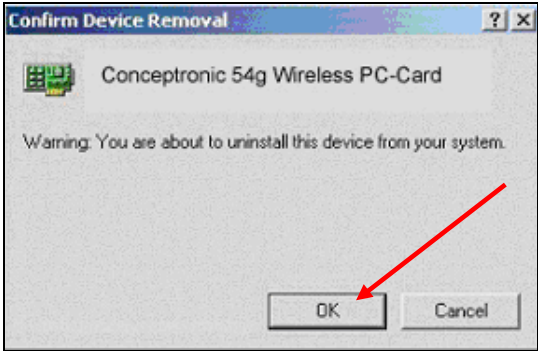 Confirm Device Removal
Conceptronic 54g Wireless PC-Card
Warning: You are about to uninstall this device from your system.
OK Cancel